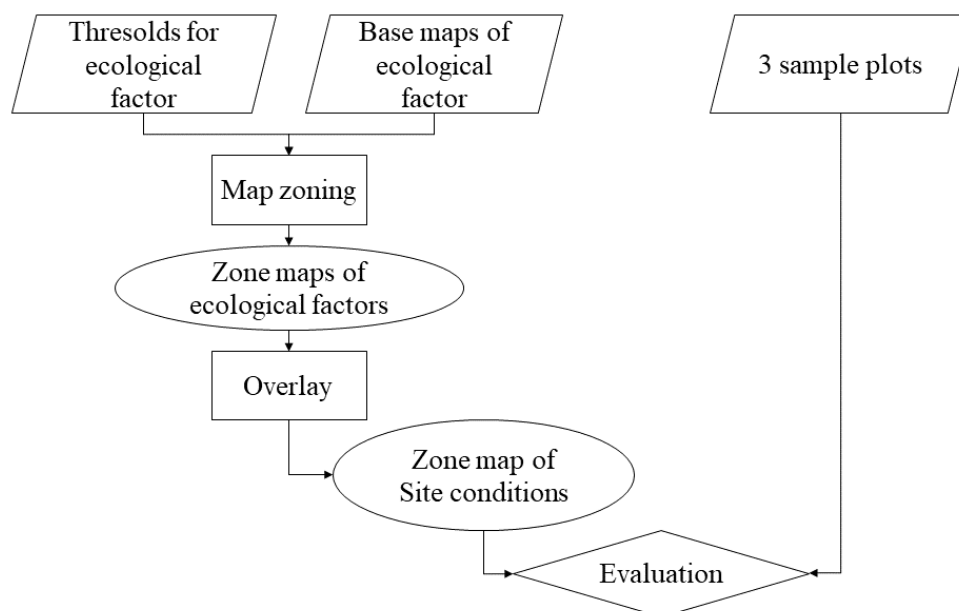 Thresolds for
ecological
factor
Base maps of
ecological
factor
3 sample plots
Map zoning
Zone maps of
ecological factors
Overlay
Zone map of
Site conditions
Evaluation